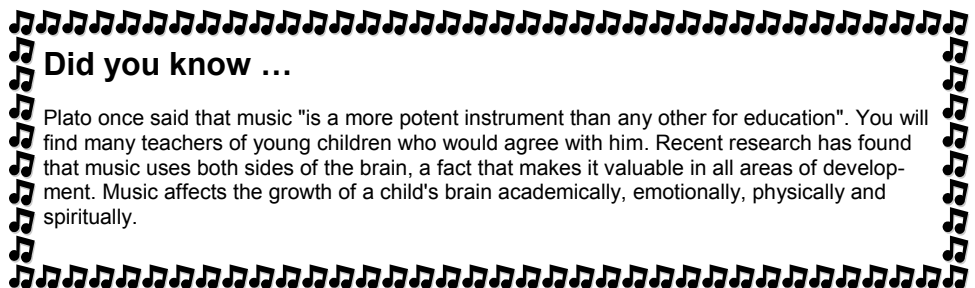 Did you know …
Plato once said that music "is a more potent instrument than any other for education". You will
find many teachers of young children who would agree with him. Recent research has found
that music uses both sides of the brain, a fact that makes it valuable in all areas of develop-
ment. Music affects the growth of a child's brain academically, emotionally, physically and
spiritually.